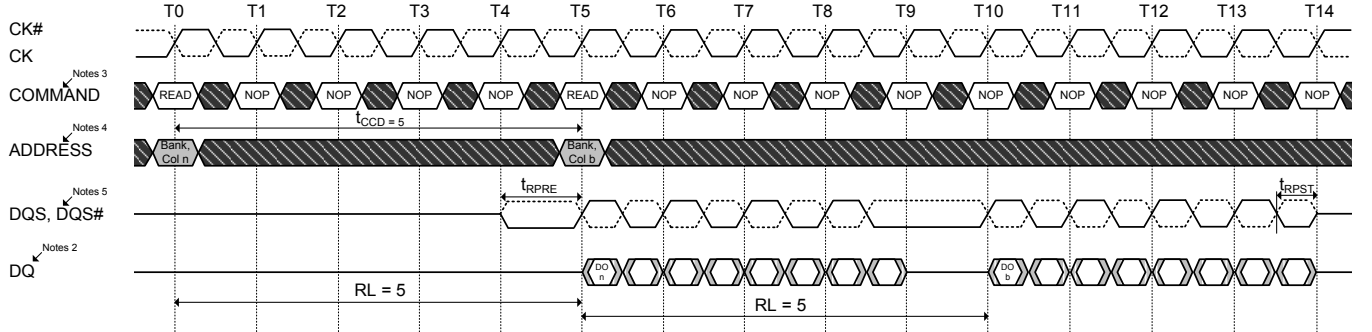 T0 T1 T2 T3 T4 T5 T6 T7 T8 T9 T10 T11 T12 T13 T14
CK#
CK
Notes 3
COMMAND READ NOP NOP NOP NOP READ NOP NOP NOP NOP NOP NOP NOP NOP NOP
tCCD = 5
Notes 4
ADDRESS Bank, Col n Bank, Col b
Notes 5
tRPRE tRPST
DQS, DQS#
Notes 2
DQ DO n DO b
RL = 5 RL = 5